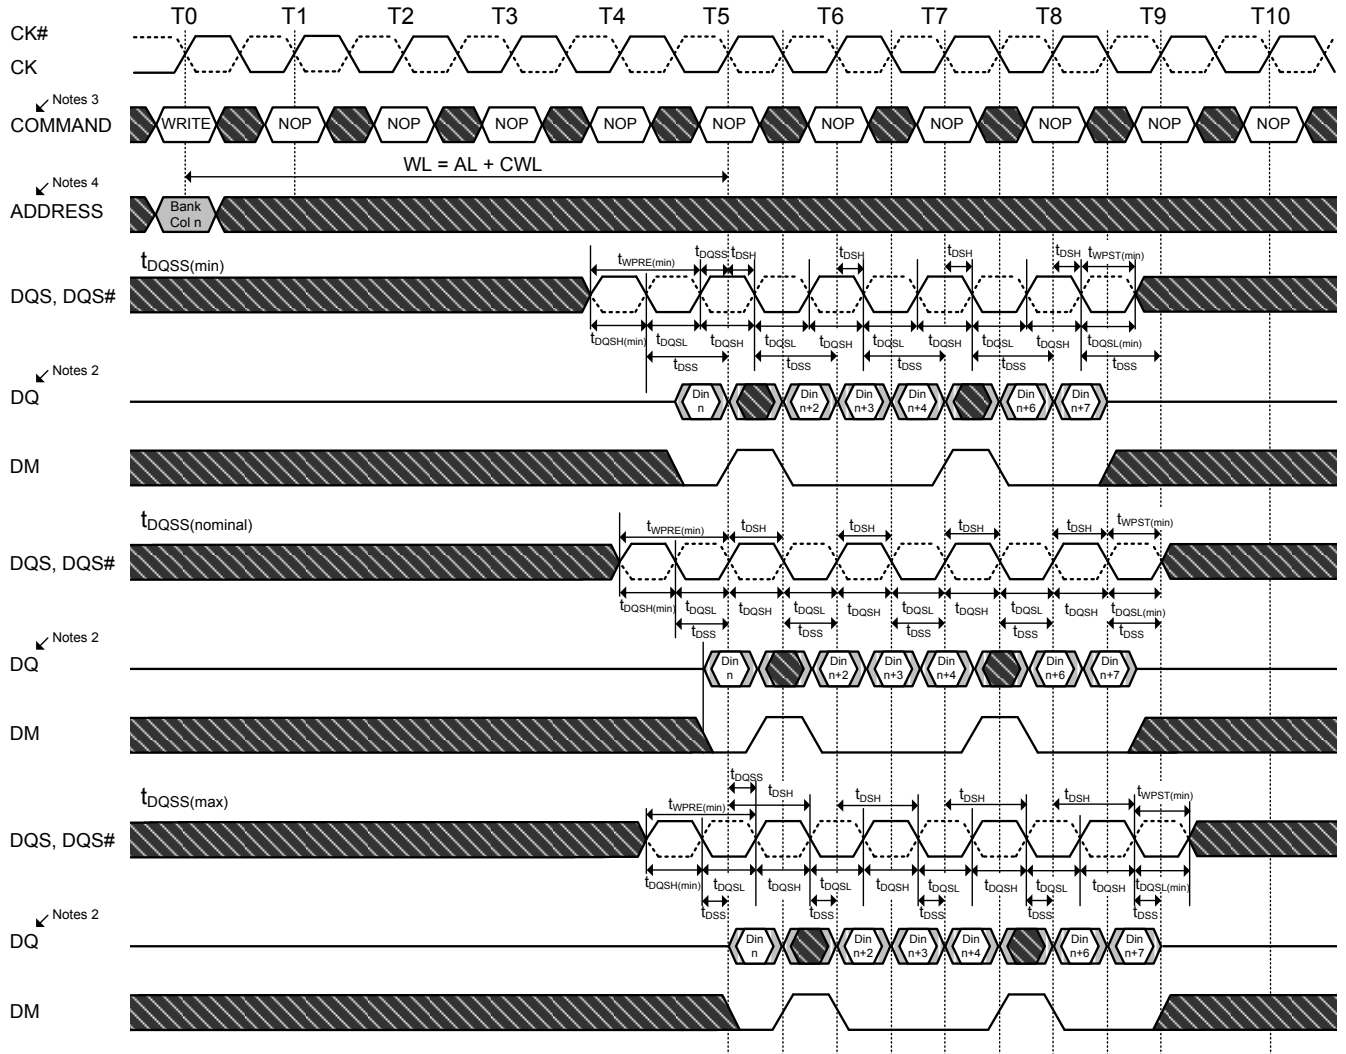 T0 T1 T2 T3 T4 T5 T6 T7 T8 T9 T10
CK#
CK
Notes 3
COMMAND WRITE NOP NOP NOP NOP NOP NOP NOP NOP NOP NOP
WL = AL + CWL
Notes 4
ADDRESS Bank Col n
tDQSS(min) tWPRE(min) tDQSS tDSH tDSH tDSH tDSH tWPST(min)
DQS, DQS#
tDQSH(min) tDQSL tDQSH tDQSL tDQSH tDQSL tDQSH tDQSL tDQSH tDQSL(min)
tDSS tDSS tDSS tDSS tDSS
Notes 2
DQ Din n Din n+2 Din n+3 Din n+4 Din n+6 Din n+7
DM
tDQSS(nominal) tWPRE(min) tDSH tDSH tDSH tDSH tWPST(min)
DQS, DQS#
tDQSH(min) tDQSL tDQSH tDQSL tDQSH tDQSL tDQSH tDQSL tDQSH tDQSL(min)
tDSS tDSS tDSS tDSS tDSS
Notes 2
DQ Din n Din n+2 Din n+3 Din n+4 Din n+6 Din n+7
DM
tDQSS
tDQSS(max) tWPRE(min) tDSH tDSH tDSH tDSH tWPST(min)
DQS, DQS#
tDQSH(min) tDQSL tDQSH tDQSL tDQSH tDQSL tDQSH tDQSL tDQSH tDQSL(min)
tDSS tDSS tDSS tDSS tDSS
Notes 2
DQ Din n Din n+2 Din n+3 Din n+4 Din n+6 Din n+7
DM